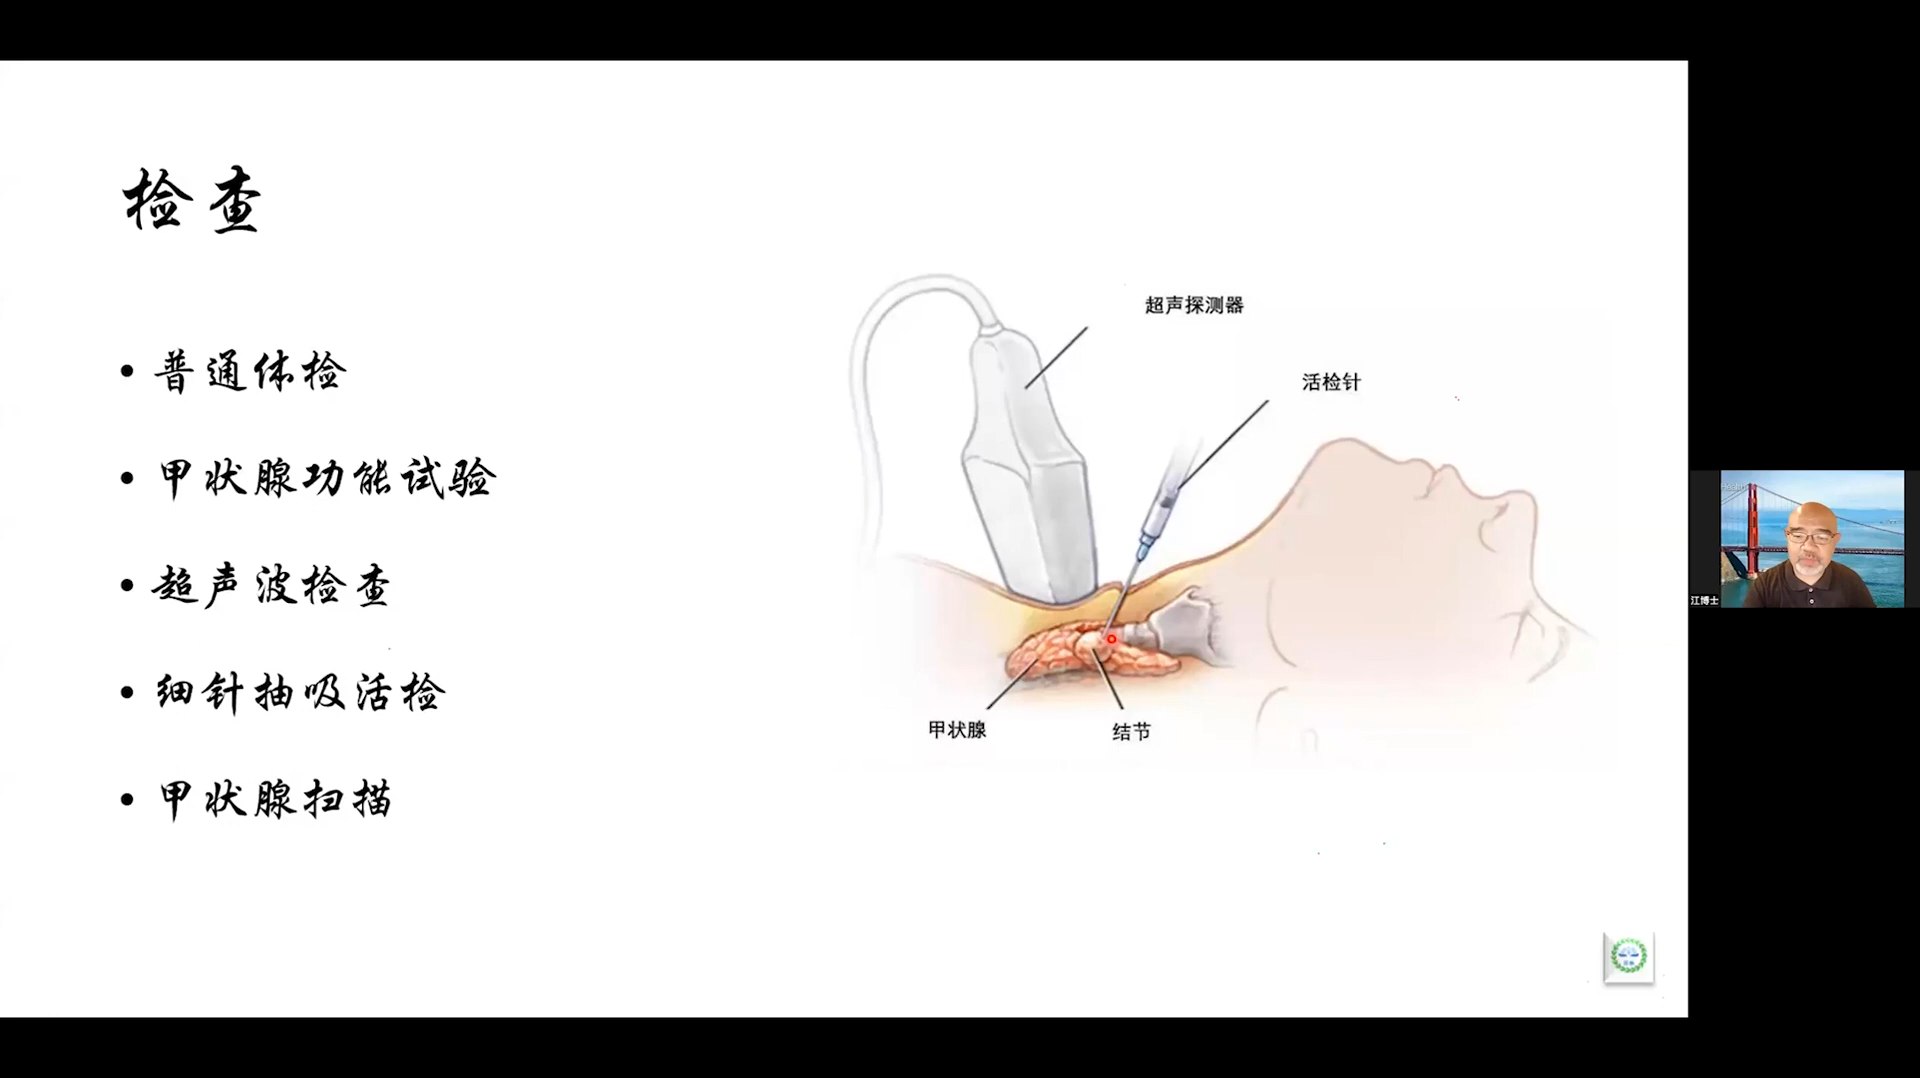 检查
• 普通体检
• 甲状腺功能试验
• 超声波检查
• 细针抽吸活检
• 甲状腺扫描
超声探测器
活检针
甲状腺
结节
江博士